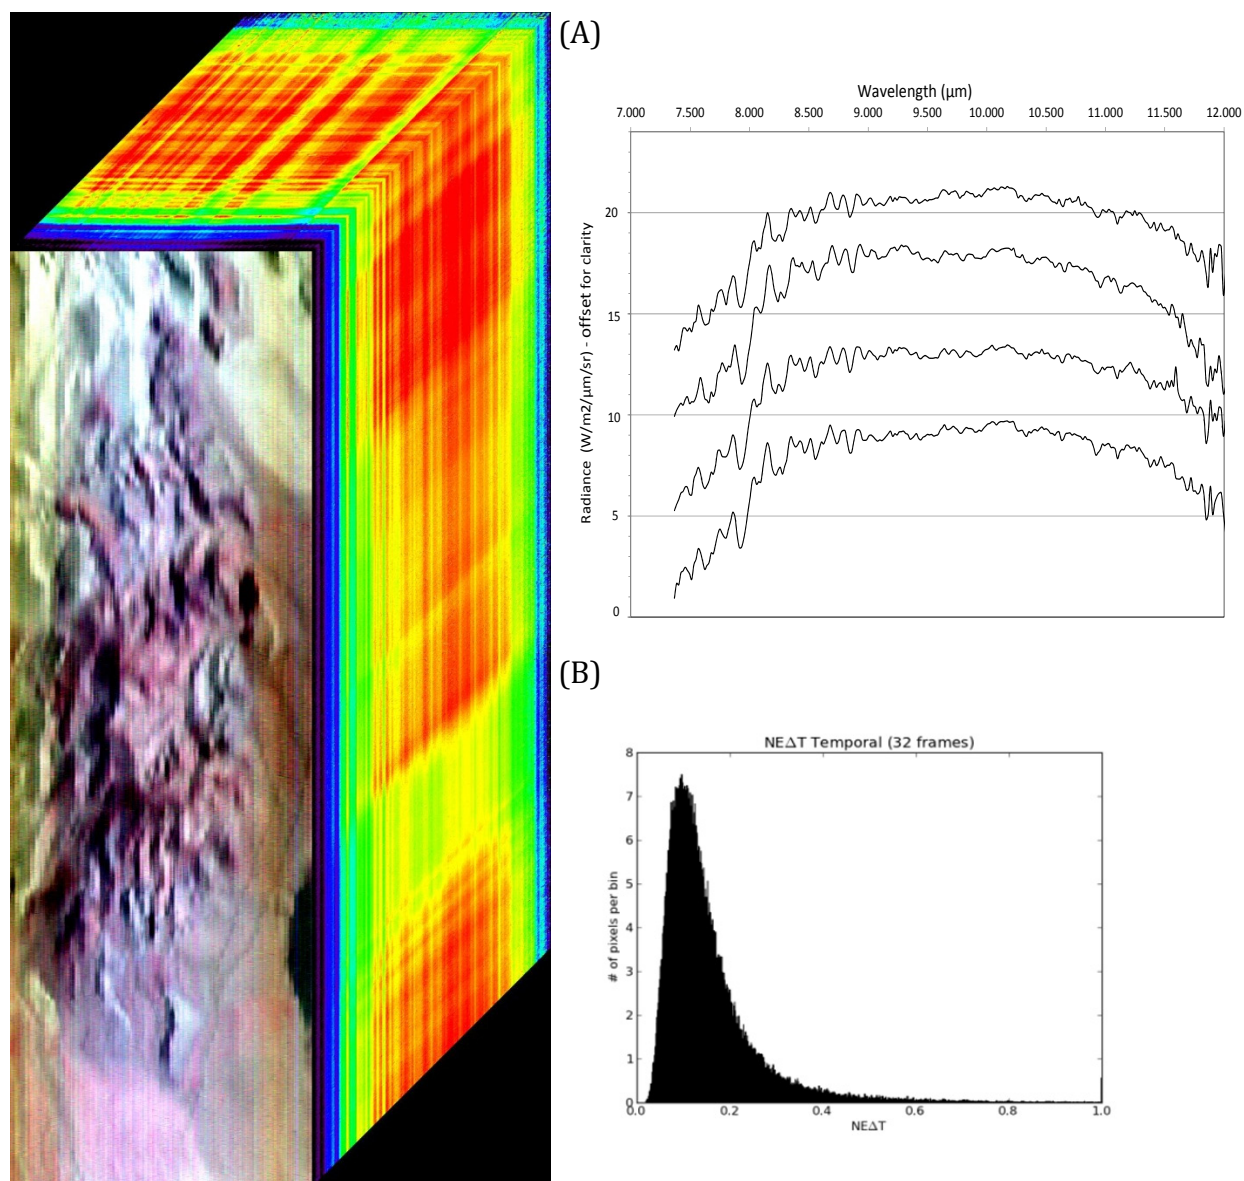 (A)
Wavelength (µm)
7.000 7.500 8.000 8.500 9.000 9.500 10.000 10.500 11.000 11.500 12.000
20
15
10
5
0
Radiance (W/m2/µm/sr) - offset for clarity
(B)
NEΔT Temporal (32 frames)
8
7
6
5
4
3
2
1
0
# of pixels per bin
0.0 0.2 0.4 0.6 0.8 1.0
NEΔT